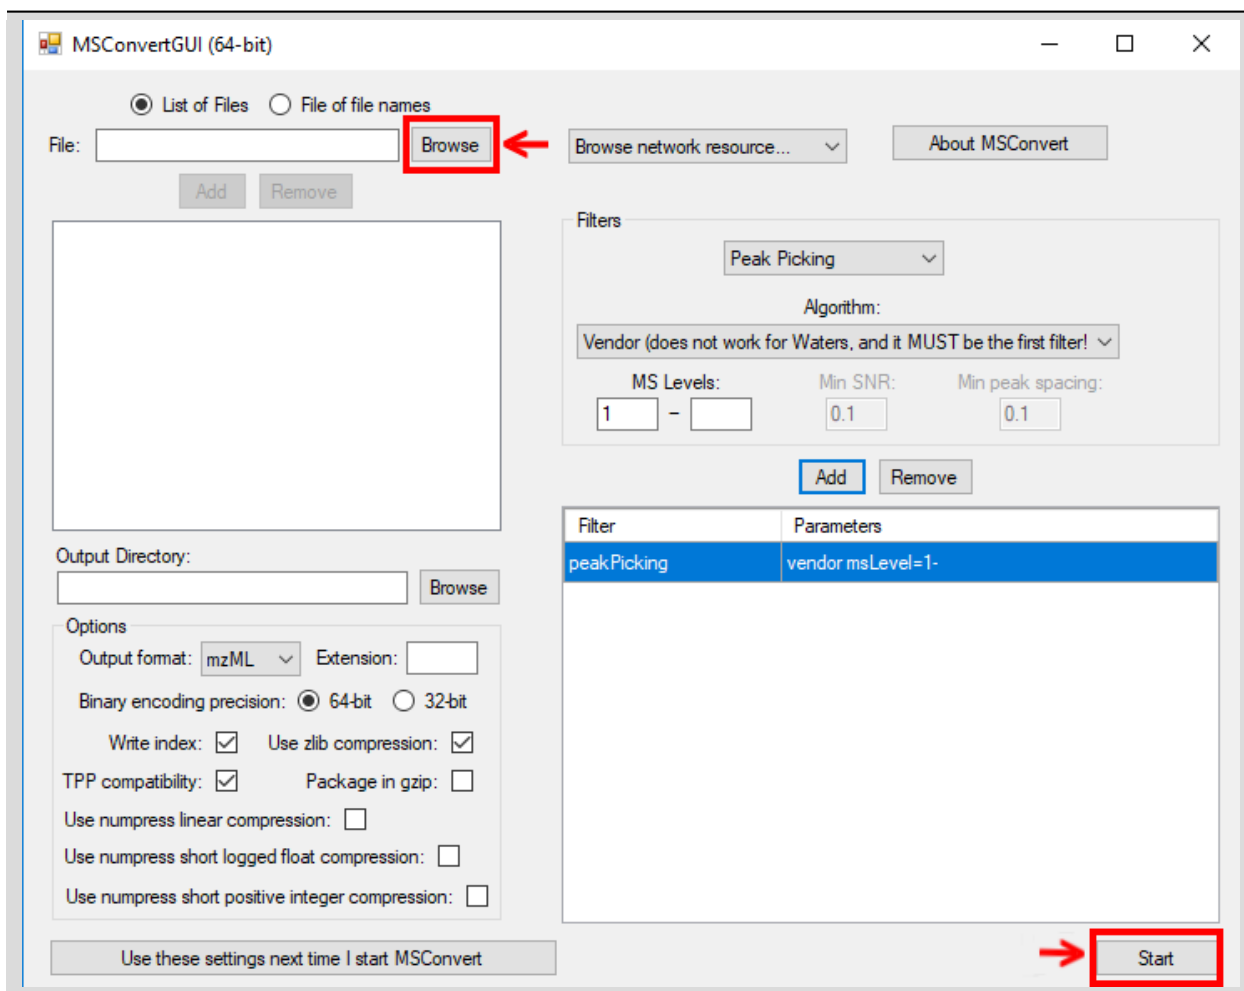 MSConvertGUI (64-bit)
List of Files File of file names
File: Browse Browse network resource... About MSConvert
Add Remove
Filters
Peak Picking
Algorithm:
Vendor (does not work for Waters, and it MUST be the first filter!
MS Levels: Min SNR: Min peak spacing:
1 - 0.1 0.1
Add Remove
Filter Parameters
peakPicking vendor msLevel=1-
Output Directory:
Browse
Options
Output format: mzML Extension:
Binary encoding precision: 64-bit 32-bit
Write index: Use zlib compression:
TPP compatibility: Package in gzip:
Use numpress linear compression:
Use numpress short logged float compression:
Use numpress short positive integer compression:
Use these settings next time I start MSConvert Start